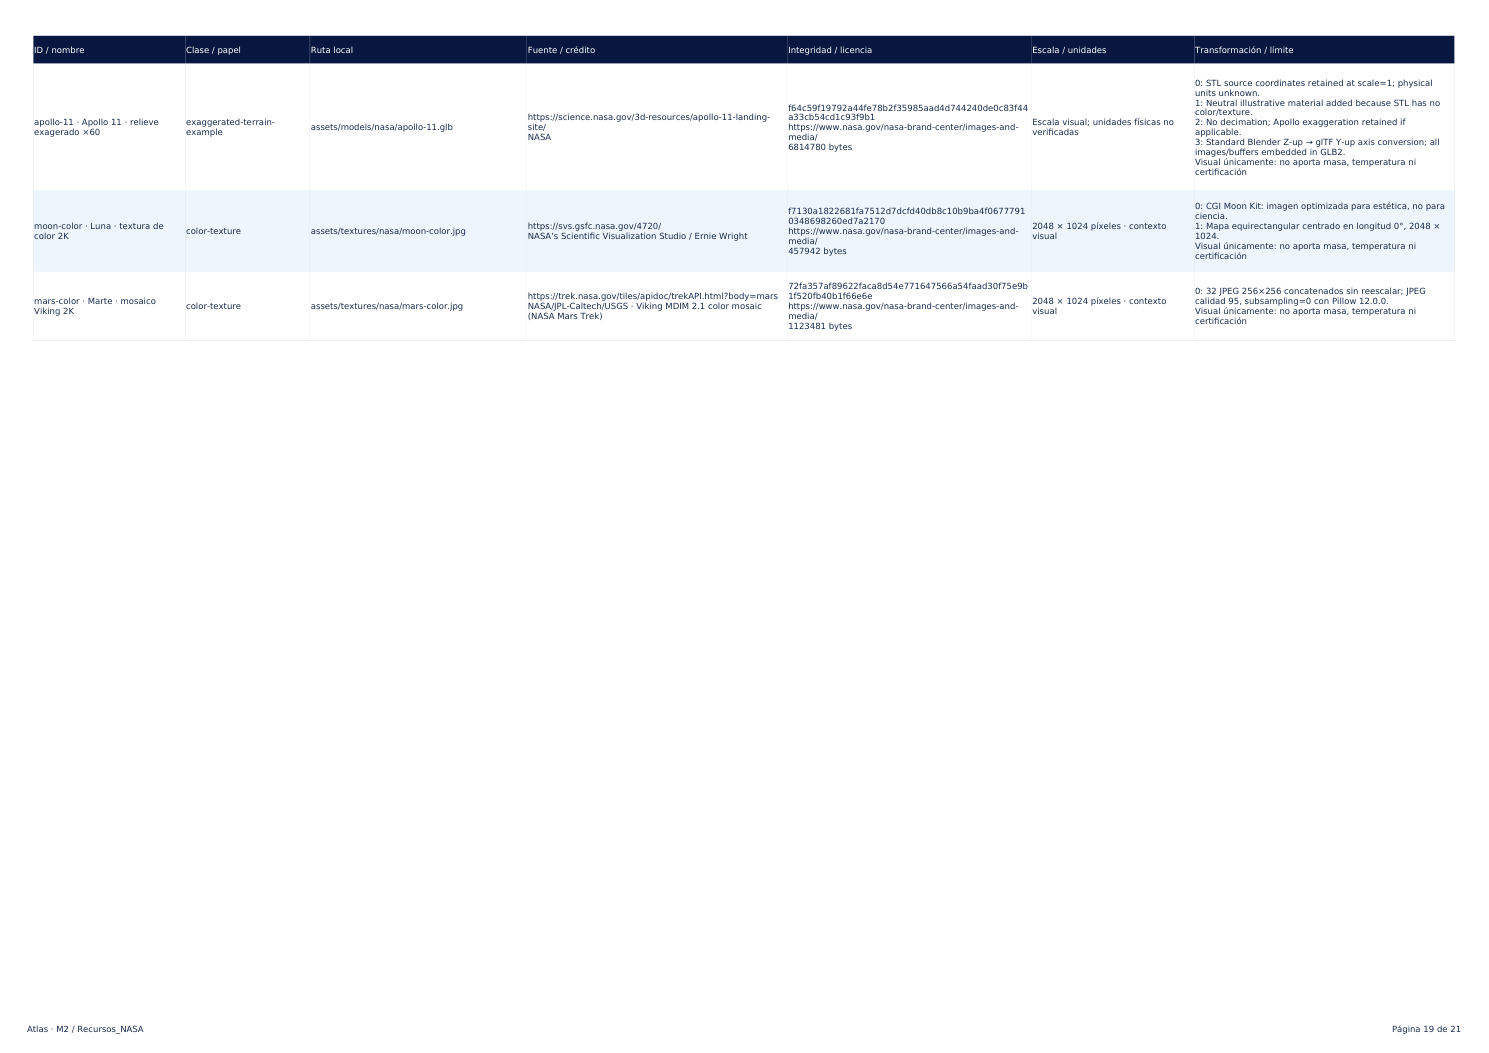 ID / nombre
Clase / papel
Ruta local
Fuente / crédito
Integridad / licencia
Escala / unidades
Transformación / límite
apollo-11 · Apollo 11 · relieve
exagerado ×60
exaggerated-terrain-
example
assets/models/nasa/apollo-11.glb
https://science.nasa.gov/3d-resources/apollo-11-landing-
site/
NASA
f64c59f19792a44fe78b2f35985aad4d744240de0c83f44
a33cb54cd1c93f9b1
https://www.nasa.gov/nasa-brand-center/images-and-
media/
6814780 bytes
Escala visual; unidades físicas no
verificadas
0: STL source coordinates retained at scale=1; physical
units unknown.
1: Neutral illustrative material added because STL has no
color/texture.
2: No decimation; Apollo exaggeration retained if
applicable.
3: Standard Blender Z-up → glTF Y-up axis conversion; all
images/buffers embedded in GLB2.
Visual únicamente: no aporta masa, temperatura ni
certificación
moon-color · Luna · textura de
color 2K
color-texture
assets/textures/nasa/moon-color.jpg
https://svs.gsfc.nasa.gov/4720/
NASA's Scientific Visualization Studio / Ernie Wright
f7130a1822681fa7512d7dcfd40db8c10b9ba4f0677791
0348698260ed7a2170
https://www.nasa.gov/nasa-brand-center/images-and-
media/
457942 bytes
2048 × 1024 píxeles · contexto
visual
0: CGI Moon Kit: imagen optimizada para estética, no para
ciencia.
1: Mapa equirectangular centrado en longitud 0°, 2048 ×
1024.
Visual únicamente: no aporta masa, temperatura ni
certificación
mars-color · Marte · mosaico
Viking 2K
color-texture
assets/textures/nasa/mars-color.jpg
https://trek.nasa.gov/tiles/apidoc/trekAPI.html?body=mars
NASA/JPL-Caltech/USGS · Viking MDIM 2.1 color mosaic
(NASA Mars Trek)
72fa357af89622faca8d54e771647566a54faad30f75e9b
1f520fb40b1f66e6e
https://www.nasa.gov/nasa-brand-center/images-and-
media/
1123481 bytes
2048 × 1024 píxeles · contexto
visual
0: 32 JPEG 256×256 concatenados sin reescalar; JPEG
calidad 95, subsampling=0 con Pillow 12.0.0.
Visual únicamente: no aporta masa, temperatura ni
certificación
Atlas · M2 / Recursos_NASA
Página 19 de 21